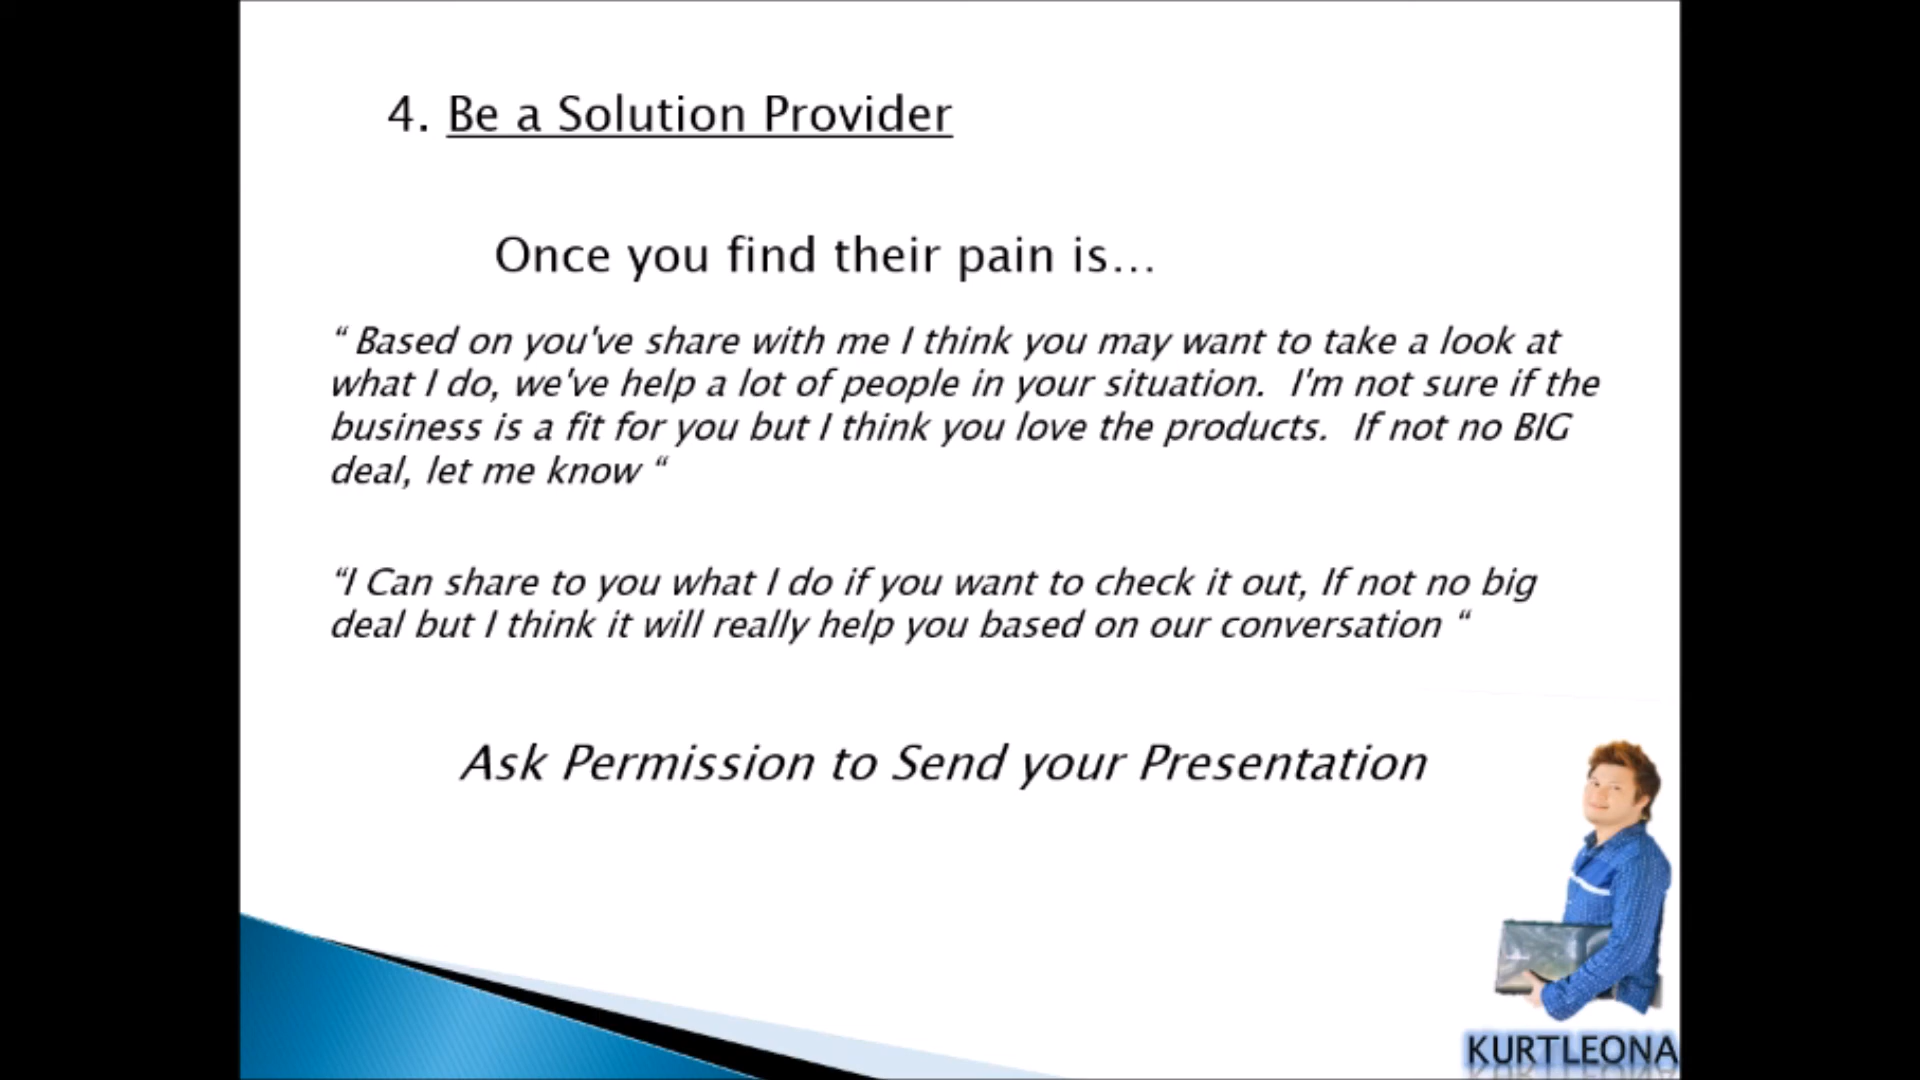 4. Be a Solution Provider
Once you find their pain is...
“ Based on you've share with me I think you may want to take a look at
what I do, we've help a lot of people in your situation.  I'm not sure if the
business is a fit for you but I think you love the products.  If not no BIG
deal, let me know “
“I Can share to you what I do if you want to check it out, If not no big
deal but I think it will really help you based on our conversation “
Ask Permission to Send your Presentation
KURTLEONA